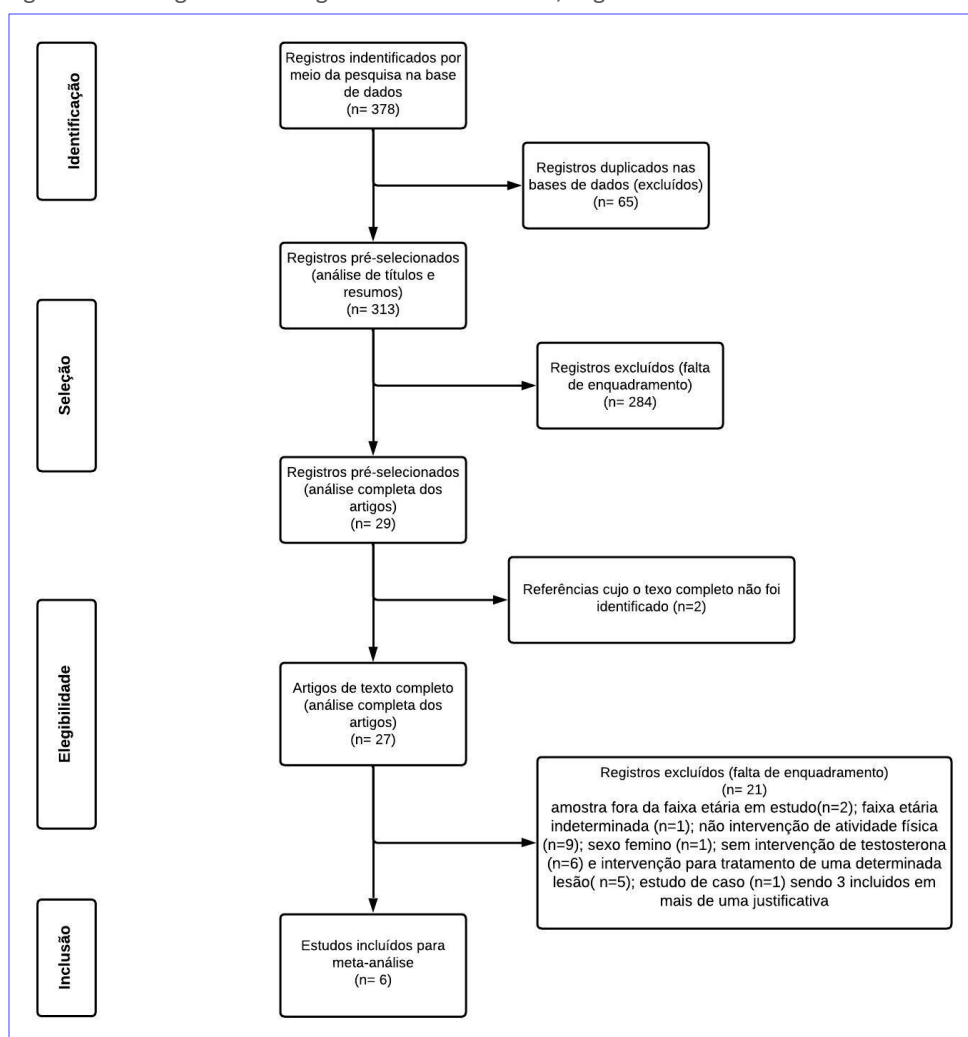 Identificação
Registros indentificados por
meio da pesquisa na base
de dados
(n= 378)
Registros duplicados nas
bases de dados (excluídos)
(n= 65)
Registros pré-selecionados
(análise de títulos e
resumos)
(n= 313)
Seleção
Registros excluídos (falta
de enquadramento)
(n= 284)
Registros pré-selecionados
(análise completa dos
artigos)
(n= 29)
Referências cujo o texo completo não foi
identificado (n=2)
Elegibilidade
Artigos de texto completo
(análise completa dos
artigos)
(n= 27)
Registros excluídos (falta de enquadramento)
(n= 21)
amostra fora da faixa etária em estudo(n=2); faixa etária
indeterminada (n=1); não intervenção de atividade física
(n=9); sexo femino (n=1); sem intervenção de testosterona
(n=6) e intervenção para tratamento de uma determinada
lesão( n=5); estudo de caso (n=1) sendo 3 incluidos em
mais de uma justificativa
Inclusão
Estudos incluídos para
meta-análise
(n= 6)